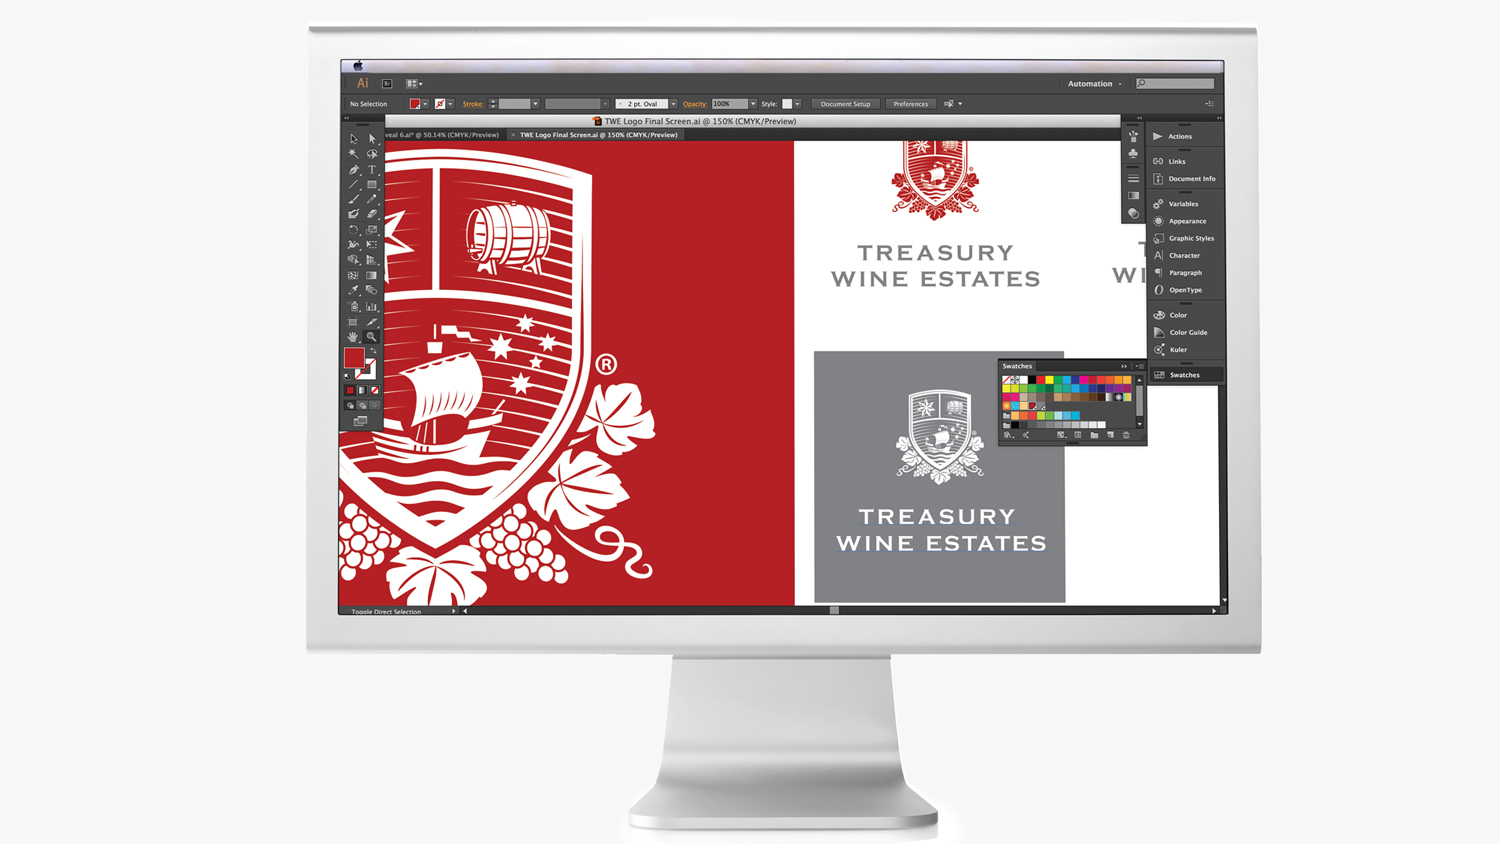 Ai
Br
Automation
No Selection
Stroke:
2 pt. Oval
Opacity:
100%
Style:
Document Setup
Preferences
TWE Logo Final Screen.ai @ 150% (CMYK/Preview)
veal 6.ai* @ 50.14% (CMYK/Preview)
× TWE Logo Final Screen.ai @ 150% (CMYK/Preview)
Actions
Links
Document Info
Variables
Appearance
Graphic Styles
Character
Paragraph
OpenType
Color
Color Guide
Kuler
Swatches
®
TREASURY
WINE ESTATES
T
WI
Swatches
TREASURY
WINE ESTATES
Toggle Direct Selection